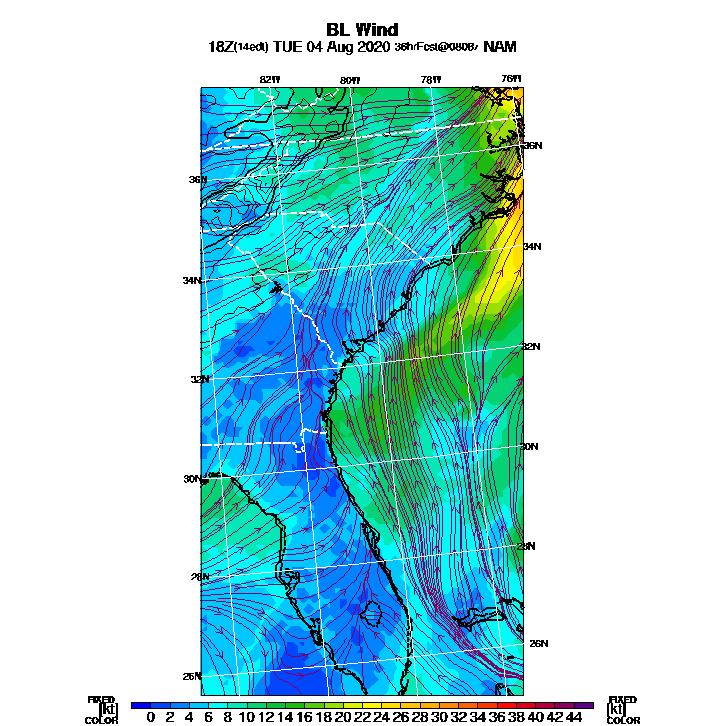 BL Wind
18Z(14edt) TUE 04 Aug 2020 36hrFcst@0806z NAM
82W 80W 78W 76W
36N
36N
34N
34N
32N
32N
30N
30N
28N
28N
26N
26N
FIXED
[kt]
COLOR
0 2 4 6 8 10 12 14 16 18 20 22 24 26 28 30 32 34 36 38 40 42 44
FIXED
[kt]
COLOR